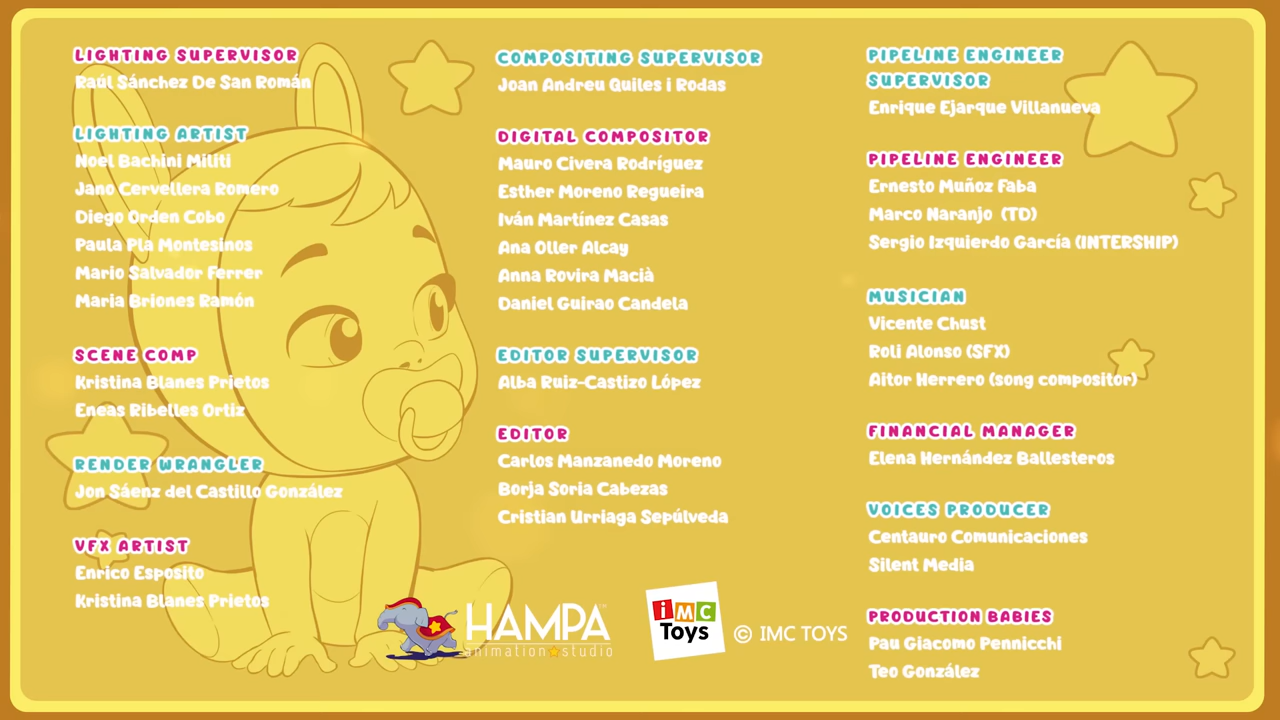 LIGHTING SUPERVISOR
Raúl Sánchez De San Román
LIGHTING ARTIST
Noel Bachini Militi
Jano Cervellera Romero
Diego Orden Cobo
Paula Pla Montesinos
Mario Salvador Ferrer
Maria Briones Ramón
SCENE COMP
Kristina Blanes Prietos
Eneas Ribelles Ortiz
RENDER WRANGLER
Jon Sáenz del Castillo González
VFX ARTIST
Enrico Esposito
Kristina Blanes Prietos
COMPOSITING SUPERVISOR
Joan Andreu Quiles i Rodas
DIGITAL COMPOSITOR
Mauro Civera Rodríguez
Esther Moreno Regueira
Iván Martínez Casas
Ana Oller Alcay
Anna Rovira Macià
Daniel Guirao Candela
EDITOR SUPERVISOR
Alba Ruiz-Castizo López
EDITOR
Carlos Manzanedo Moreno
Borja Soria Cabezas
Cristian Urriaga Sepúlveda
HAMPA
animation studio
iMC
Toys
© IMC TOYS
PIPELINE ENGINEER
SUPERVISOR
Enrique Ejarque Villanueva
PIPELINE ENGINEER
Ernesto Muñoz Faba
Marco Naranjo (TD)
Sergio Izquierdo García (INTERSHIP)
MUSICIAN
Vicente Chust
Roli Alonso (SFX)
Aitor Herrero (song compositor)
FINANCIAL MANAGER
Elena Hernández Ballesteros
VOICES PRODUCER
Centauro Comunicaciones
Silent Media
PRODUCTION BABIES
Pau Giacomo Pennicchi
Teo González